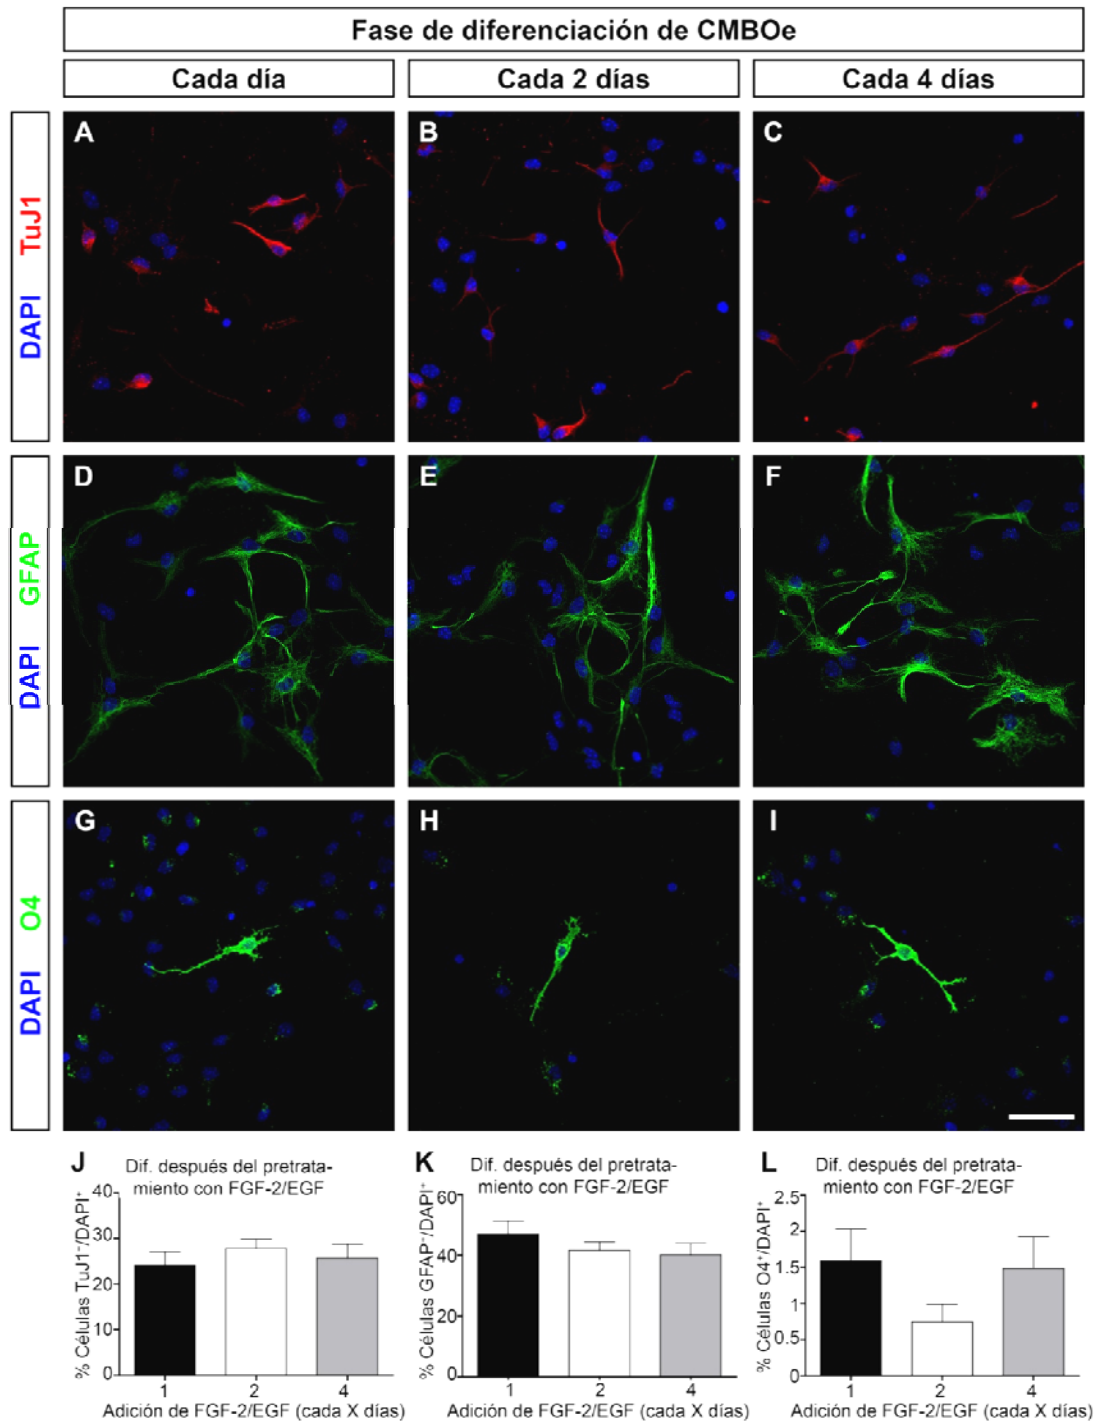 Fase de diferenciación de CMBOe
Cada día
Cada 2 días
Cada 4 días
DAPI TuJ1
A
B
C
DAPI GFAP
D
E
F
DAPI O4
G
H
I
J
Dif. después del pretrata-
miento con FGF-2/EGF
% Células TuJ1⁺/DAPI⁺
40
30
20
10
0
1
2
4
Adición de FGF-2/EGF (cada X días)
K
Dif. después del pretrata-
miento con FGF-2/EGF
% Células GFAP⁺/DAPI⁺
60
40
20
0
1
2
4
Adición de FGF-2/EGF (cada X días)
L
Dif. después del pretrata-
miento con FGF-2/EGF
% Células O4⁺/DAPI⁺
2.5
2
1.5
1
0.5
0
1
2
4
Adición de FGF-2/EGF (cada X días)